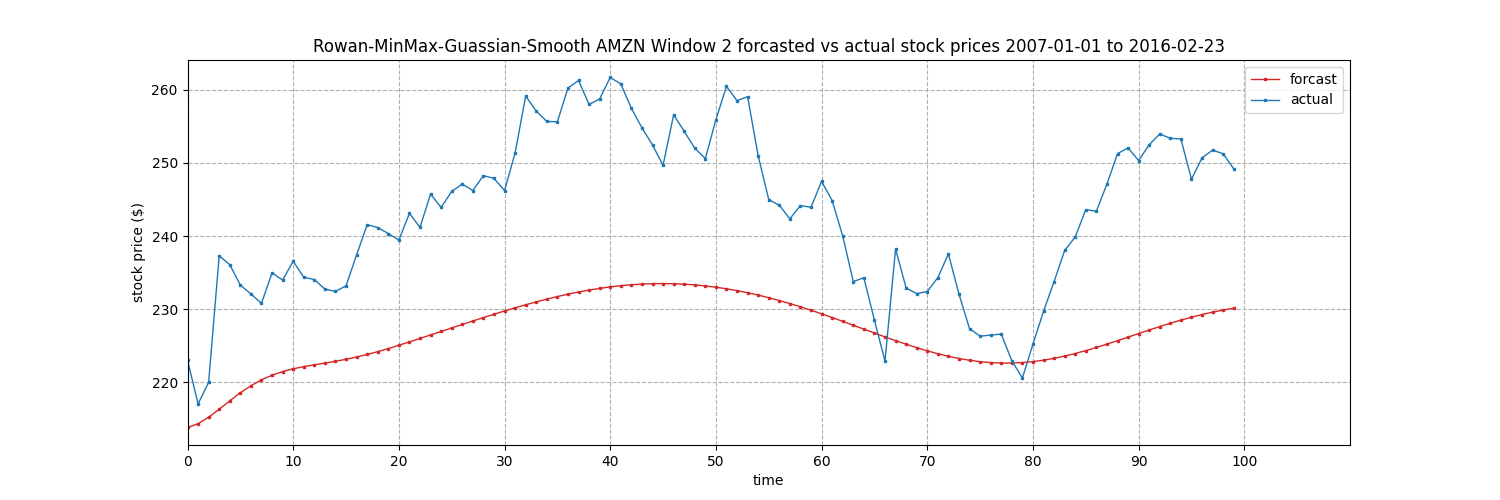 Rowan-MinMax-Guassian-Smooth AMZN Window 2 forcasted vs actual stock prices 2007-01-01 to 2016-02-23
forcast
actual
260
250
240
230
220
stock price ($)
0 10 20 30 40 50 60 70 80 90 100
time